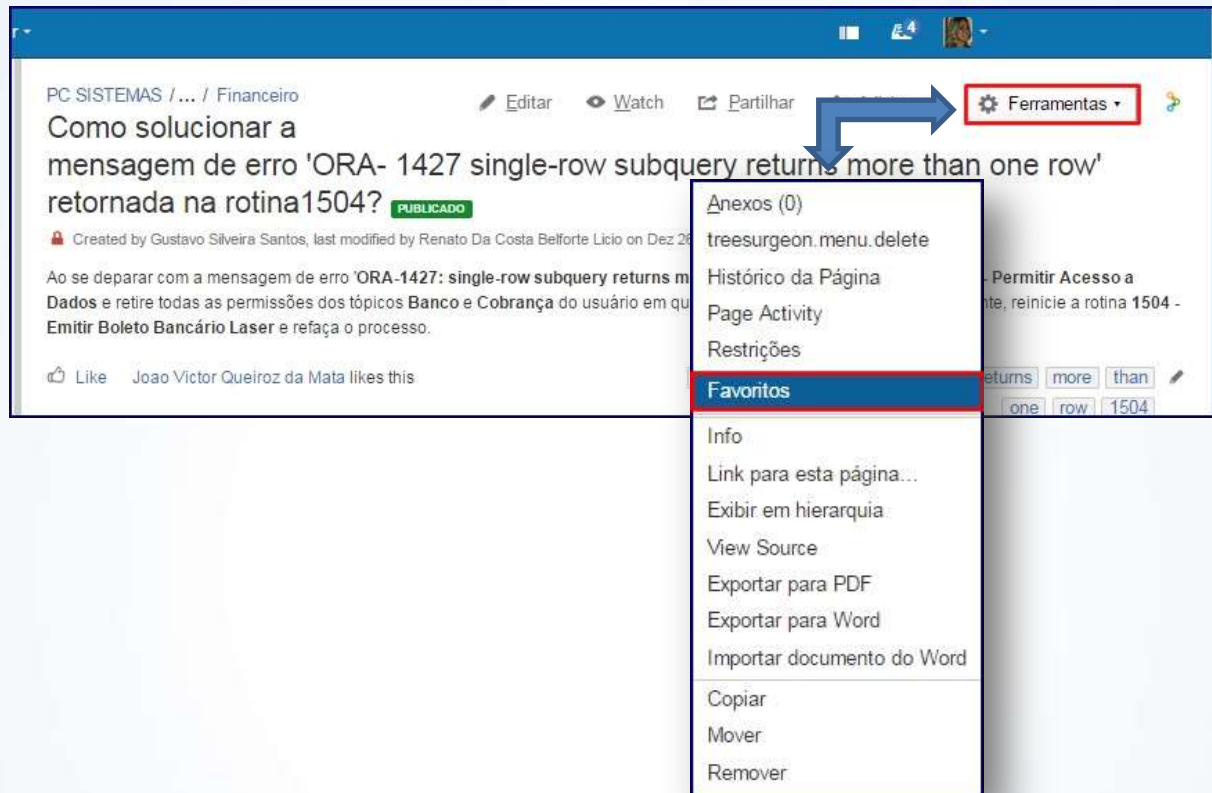 4
PC SISTEMAS / ... / Financeiro
Editar Watch Partilhar Ferramentas
Como solucionar a
mensagem de erro 'ORA- 1427 single-row subquery returns more than one row'
retornada na rotina1504? PUBLICADO
Created by Gustavo Silveira Santos, last modified by Renato Da Costa Belforte Licio on Dez
Ao se deparar com a mensagem de erro 'ORA-1427: single-row subquery returns - Permitir Acesso a
Dados e retire todas as permissões dos tópicos Banco e Cobrança do usuário em reinicie a rotina 1504 -
Emitir Boleto Bancário Laser e refaça o processo.
Like Joao Victor Queiroz da Mata likes this
more than
one row 1504
Anexos (0)
treesurgeon.menu.delete
Histórico da Página
Page Activity
Restrições
Favoritos
Info
Link para esta página...
Exibir em hierarquia
View Source
Exportar para PDF
Exportar para Word
Importar documento do Word
Copiar
Mover
Remover